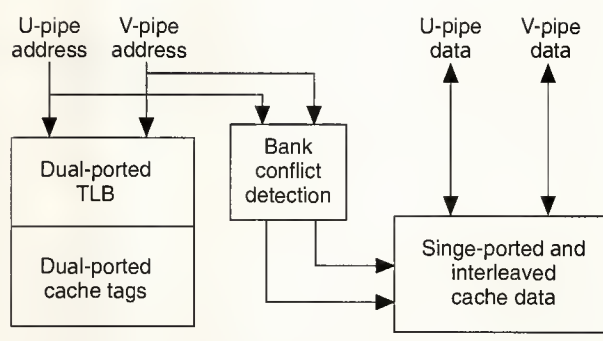 U-pipe
address
V-pipe
address
U-pipe
data
V-pipe
data
Dual-ported
TLB
Bank
conflict
detection
Dual-ported
cache tags
Singe-ported and
interleaved
cache data